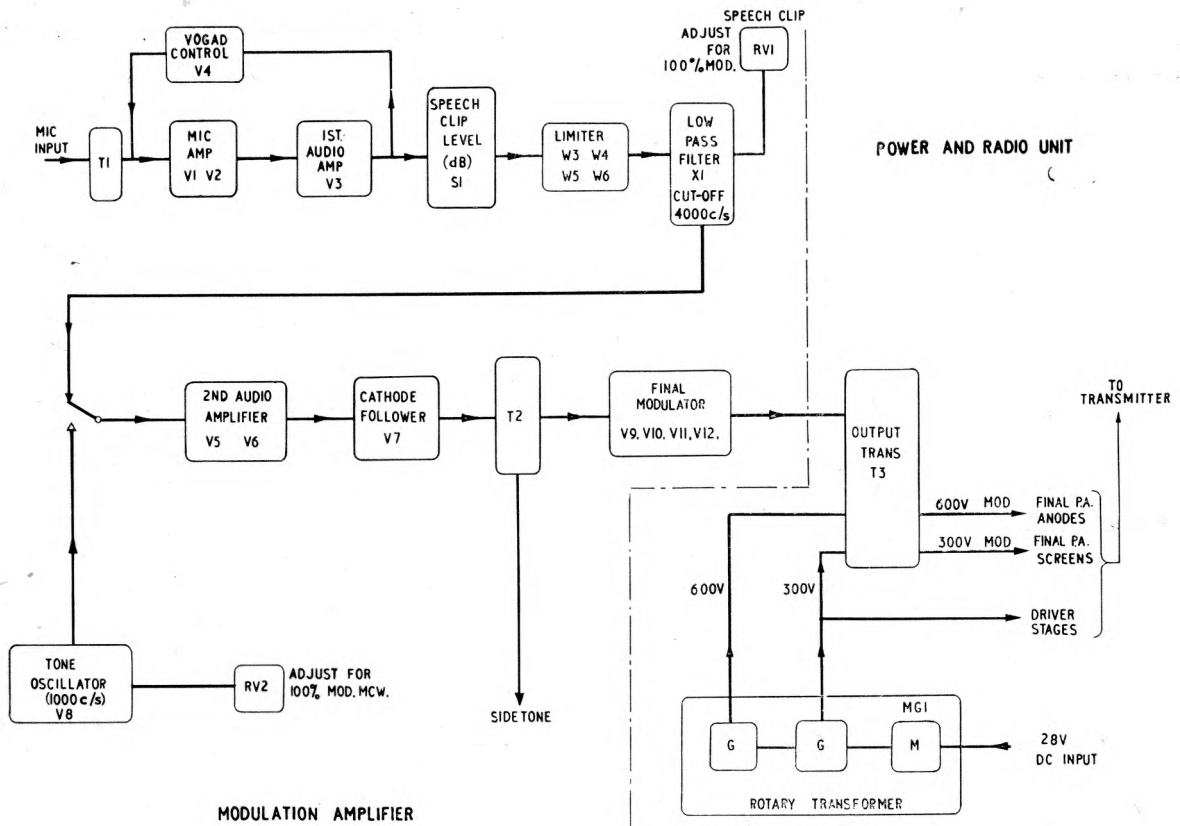 SPEECH CLIP
ADJUST
FOR
100% MOD.
RV1
VOGAD
CONTROL
V4
MIC
INPUT
T1
MIC
AMP
V1 V2
1ST.
AUDIO
AMP
V3
SPEECH
CLIP
LEVEL
(dB)
S1
LIMITER
W3 W4
W5 W6
LOW
PASS
FILTER
X1
CUT-OFF
4000c/s
POWER AND RADIO UNIT
2ND AUDIO
AMPLIFIER
V5 V6
CATHODE
FOLLOWER
V7
T2
FINAL
MODULATOR
V9. V10. V11, V12.
OUTPUT
TRANS
T3
TO
TRANSMITTER
600V MOD
FINAL P.A.
ANODES
300V MOD
FINAL P.A.
SCREENS
600V
300V
DRIVER
STAGES
TONE
OSCILLATOR
(1000c/s)
V8
RV2
ADJUST FOR
100% MOD. MCW.
SIDETONE
MG1
G
G
M
28V
DC INPUT
ROTARY TRANSFORMER
MODULATION AMPLIFIER